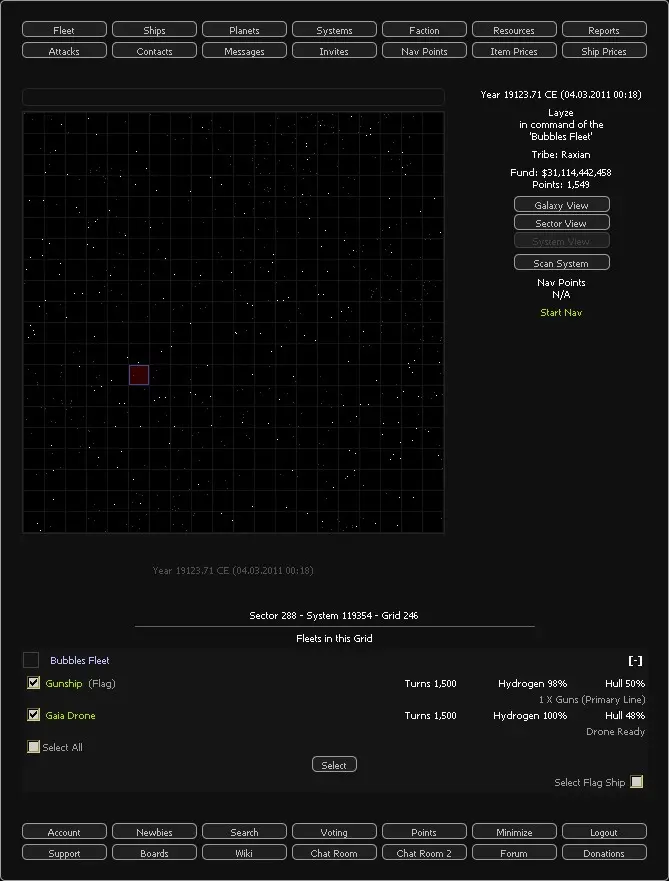 Fleet Ships Planets Systems Faction Resources Reports
Attacks Contacts Messages Invites Nav Points Item Prices Ship Prices
Year 19123.71 CE (04.03.2011 00:18)
Layze
in command of the
'Bubbles Fleet'
Tribe: Raxian
Fund: $31,114,442,458
Points: 1,549
Galaxy View
Sector View
System View
Scan System
Nav Points
N/A
Start Nav
Year 19123.71 CE (04.03.2011 00:18)
Sector 288 - System 119354 - Grid 246
Fleets in this Grid
Bubbles Fleet [-]
Gunship (Flag) Turns 1,500 Hydrogen 98% Hull 50%
1 X Guns (Primary Line)
Gaia Drone Turns 1,500 Hydrogen 100% Hull 48%
Drone Ready
Select All
Select
Select Flag Ship
Account Newbies Search Voting Points Minimize Logout
Support Boards Wiki Chat Room Chat Room 2 Forum Donations